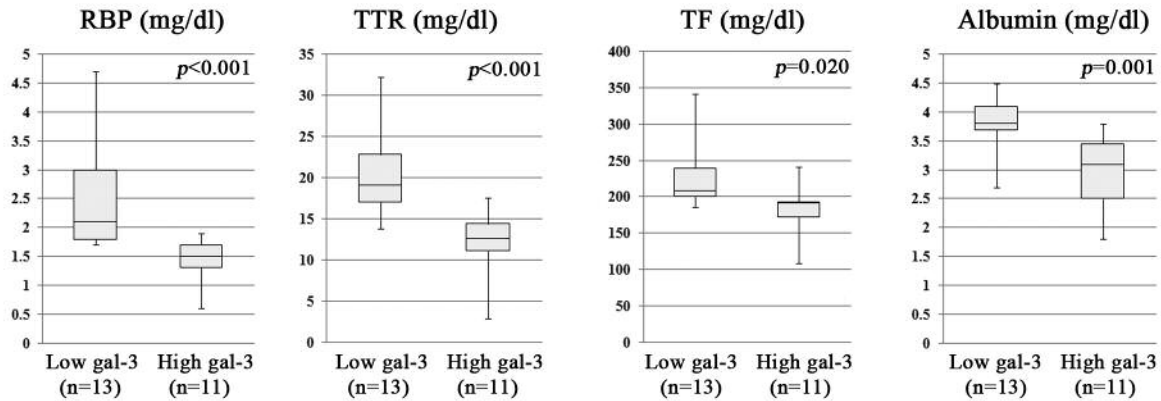 RBP (mg/dl)
5
4.5
4
3.5
3
2.5
2
1.5
1
0.5
0
p<0.001
Low gal-3
(n=13)
High gal-3
(n=11)
TTR (mg/dl)
35
30
25
20
15
10
5
0
p<0.001
Low gal-3
(n=13)
High gal-3
(n=11)
TF (mg/dl)
400
350
300
250
200
150
100
50
0
p=0.020
Low gal-3
(n=13)
High gal-3
(n=11)
Albumin (mg/dl)
5
4.5
4
3.5
3
2.5
2
1.5
1
0.5
0
p=0.001
Low gal-3
(n=13)
High gal-3
(n=11)